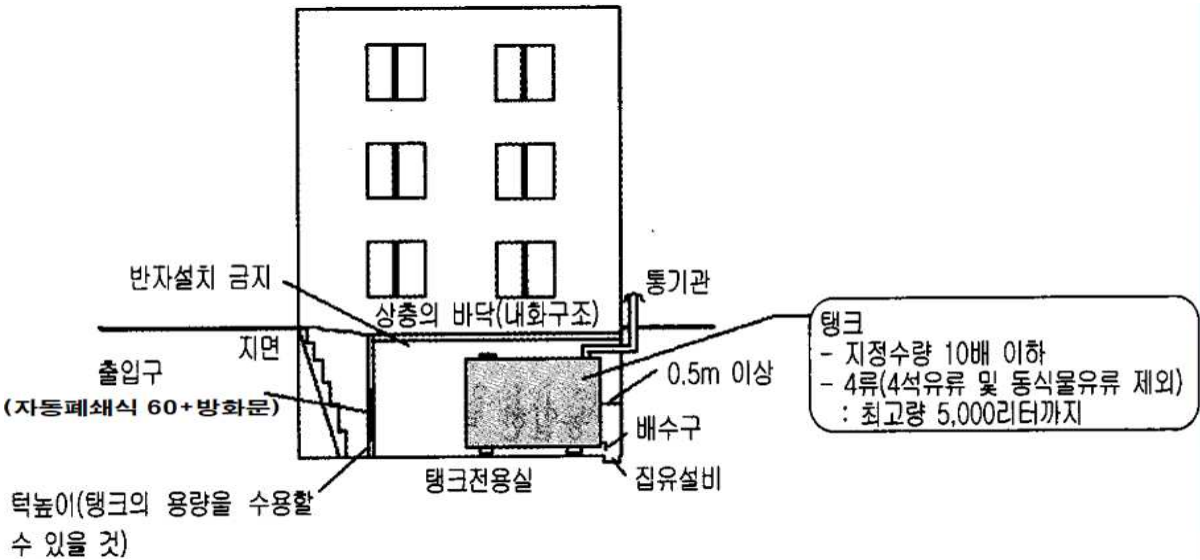 반자설치 금지
통기관
상층의 바닥(내화구조)
지면
출입구
(자동폐쇄식 60+방화문)
탱크
- 지정수량 10배 이하
- 4류(4석유류 및 동식물유류 제외)
: 최고량 5,000리터까지
0.5m 이상
배수구
집유설비
탱크전용실
턱높이(탱크의 용량을 수용할
수 있을 것)